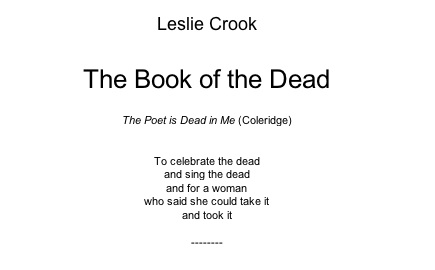 Leslie Crook
The Book of the Dead
The Poet is Dead in Me (Coleridge)
To celebrate the dead
and sing the dead
and for a woman
who said she could take it
and took it
--------